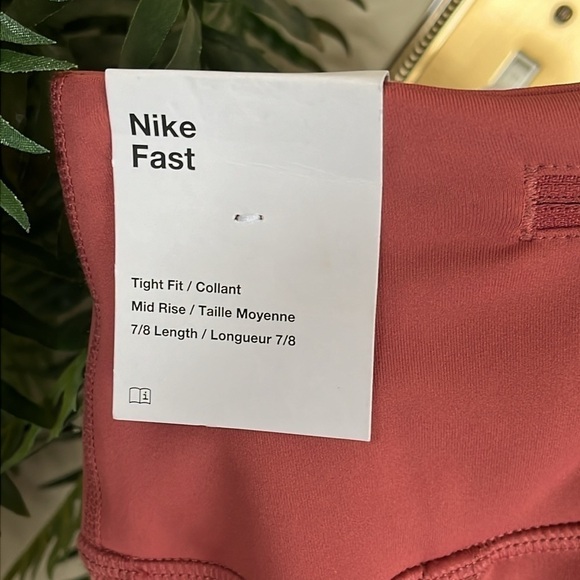 Nike
Fast
Tight Fit / Collant
Mid Rise / Taille Moyenne
7/8 Length / Longueur 7/8
i